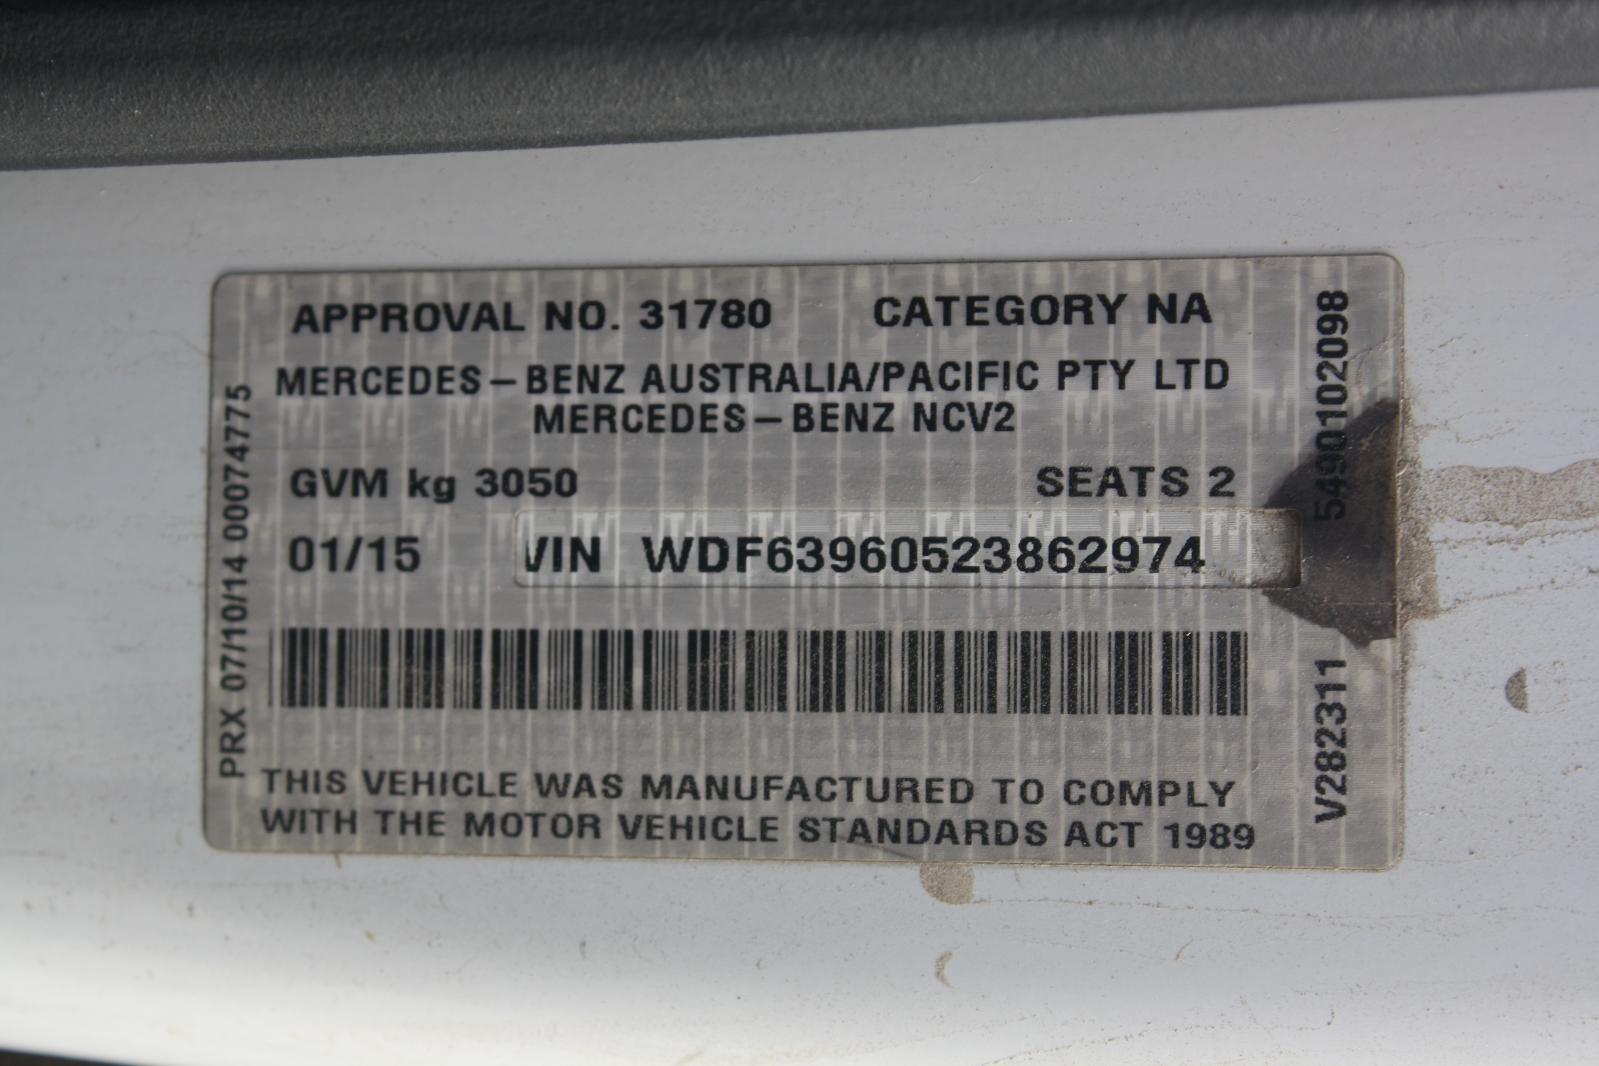 APPROVAL NO. 31780 CATEGORY NA
MERCEDES-BENZ AUSTRALIA/PACIFIC PTY LTD
MERCEDES-BENZ NCV2
GVM kg 3050 SEATS 2
01/15 VIN WDF63960523862974
THIS VEHICLE WAS MANUFACTURED TO COMPLY
WITH THE MOTOR VEHICLE STANDARDS ACT 1989
PRX 07/10/14 00074775
V282311 5490102098